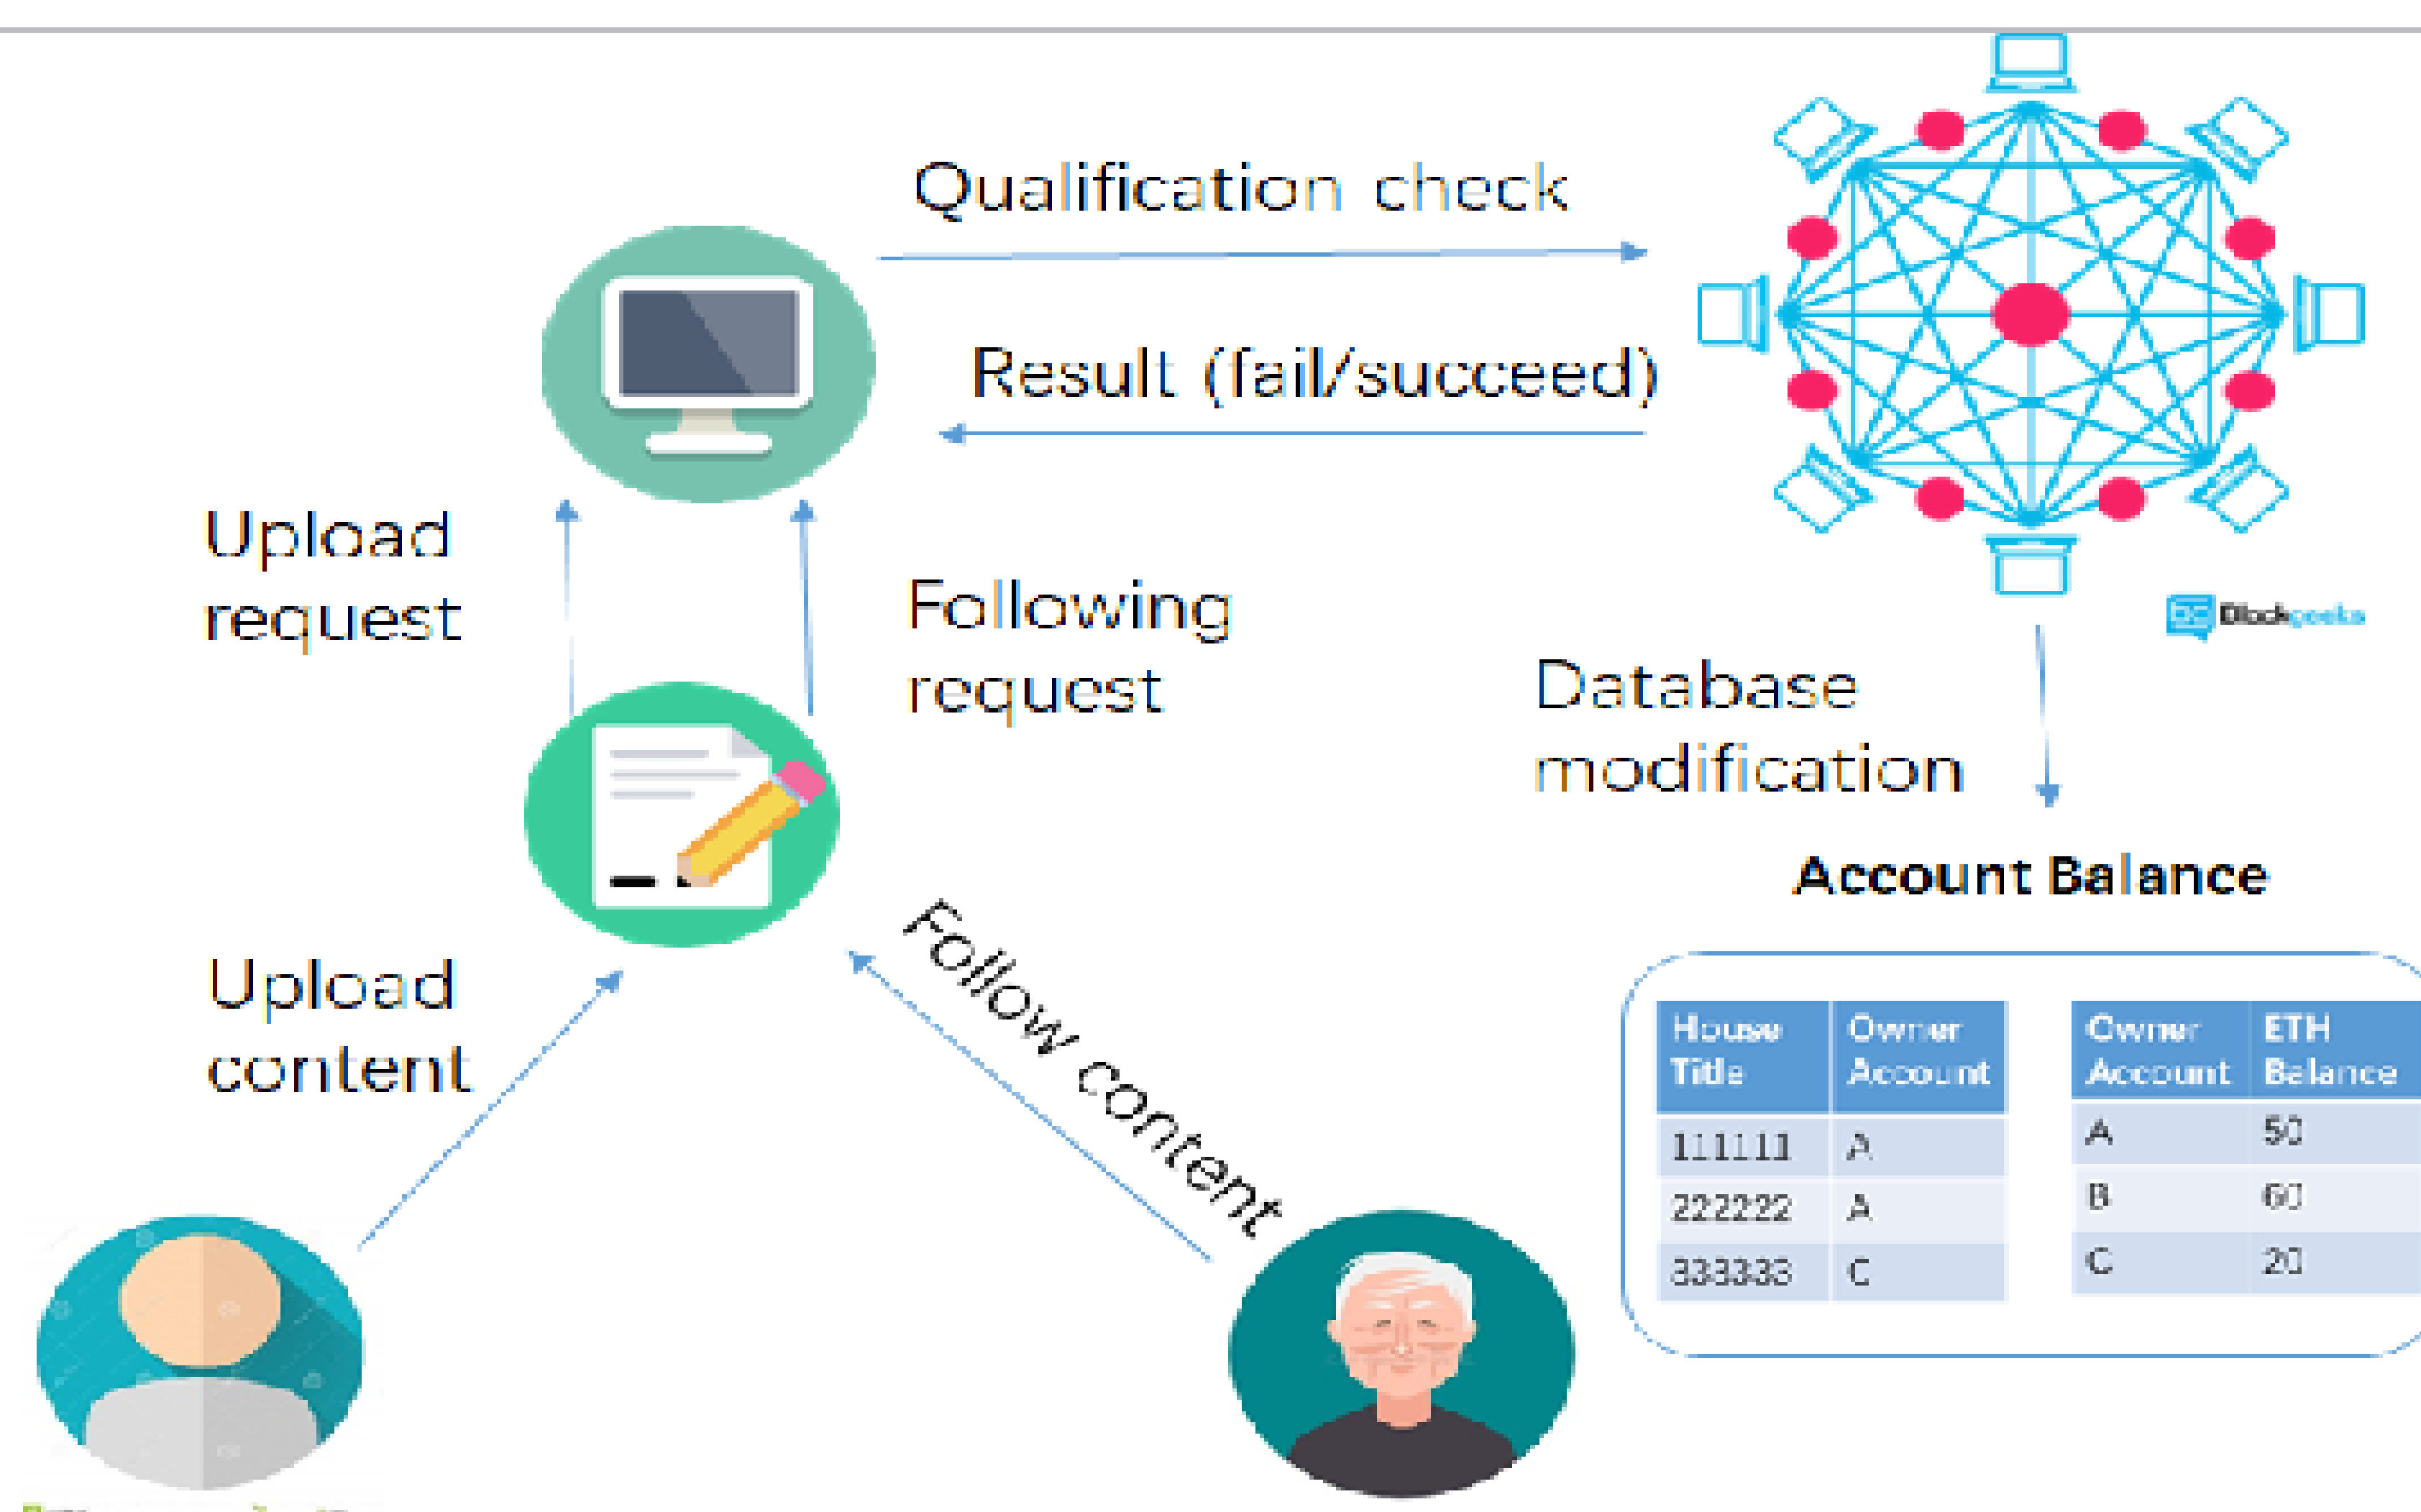 Qualification check
Result (fail/succeed)
Upload
request
Following
request
Blockgeeks
Database
modification
Account Balance
Upload
content
Follow content
House Title	Owner Account
111111	A
222222	A
333333	C
Owner Account	ETH Balance
A	50
B	60
C	20